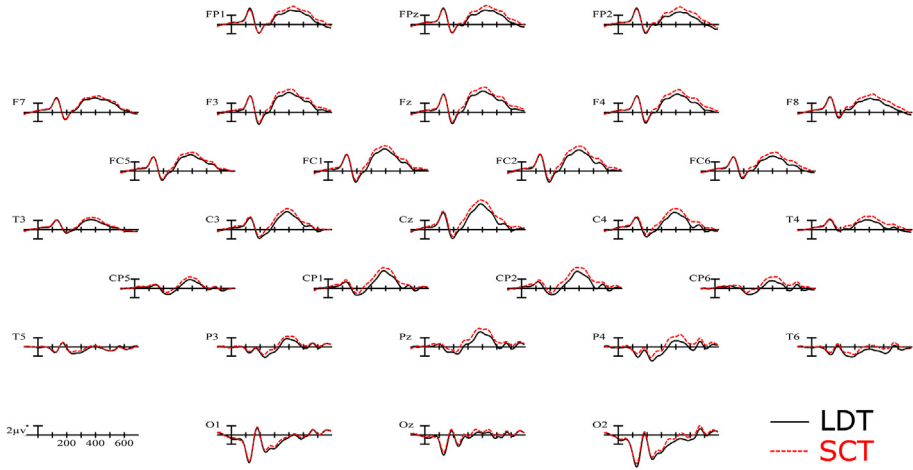 FP1 FPz FP2
F7 F3 Fz F4 F8
FC5 FC1 FC2 FC6
T3 C3 Cz C4 T4
CP5 CP1 CP2 CP6
T5 P3 Pz P4 T6
2μv O1 Oz O2
200 400 600
LDT
SCT